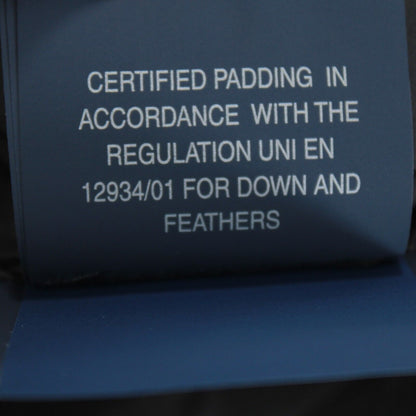 CERTIFIED PADDING IN
ACCORDANCE WITH THE
REGULATION UNI EN
12934/01 FOR DOWN AND
FEATHERS